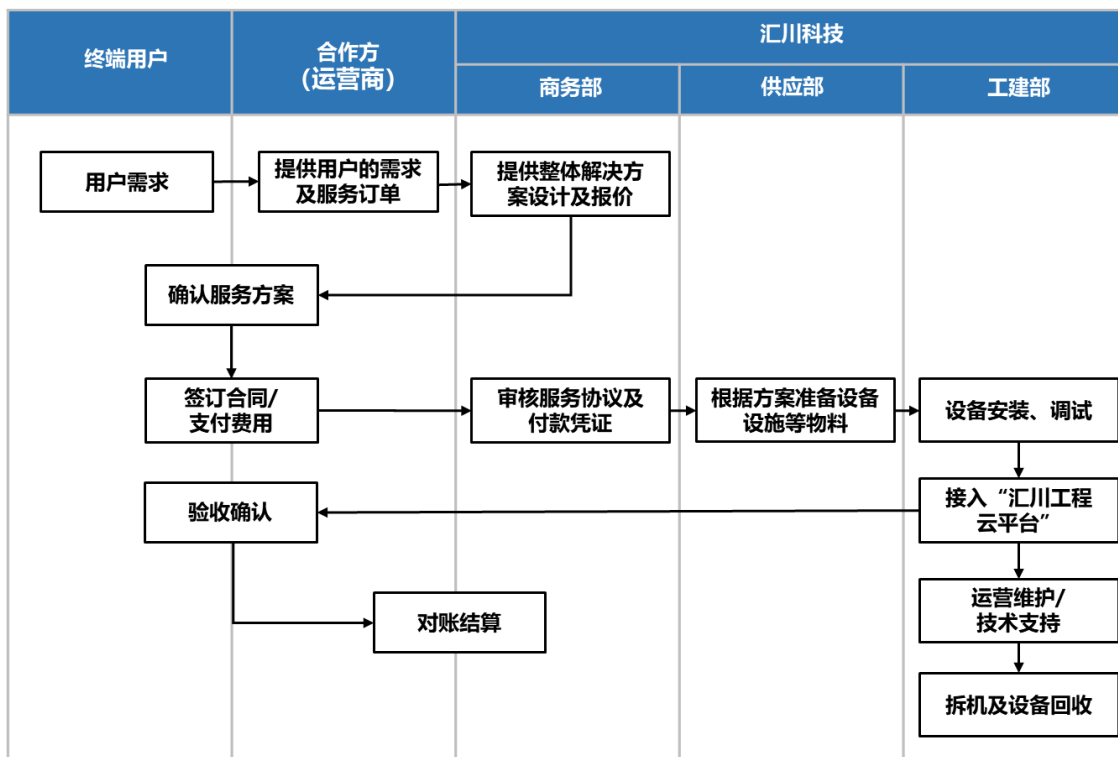 终端用户
合作方
（运营商）
汇川科技
商务部
供应部
工建部
用户需求
提供用户的需求
及服务订单
提供整体解决方
案设计及报价
确认服务方案
签订合同/
支付费用
审核服务协议及
付款凭证
根据方案准备设备
设施等物料
设备安装、调试
验收确认
接入“汇川工程
云平台”
对账结算
运营维护/
技术支持
拆机及设备回收